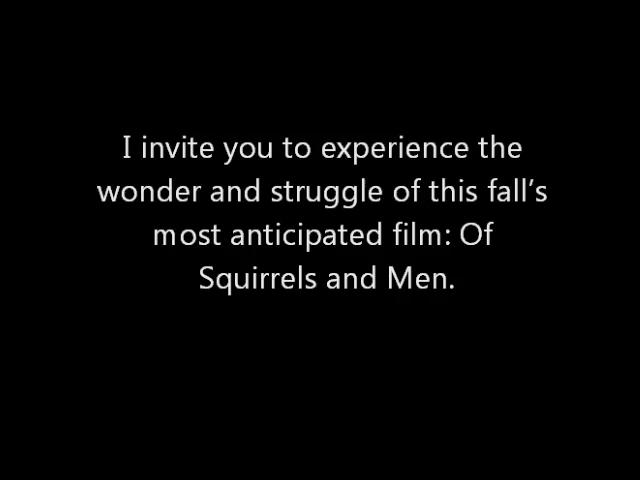 I invite you to experience the
wonder and struggle of this fall’s
most anticipated film: Of
Squirrels and Men.